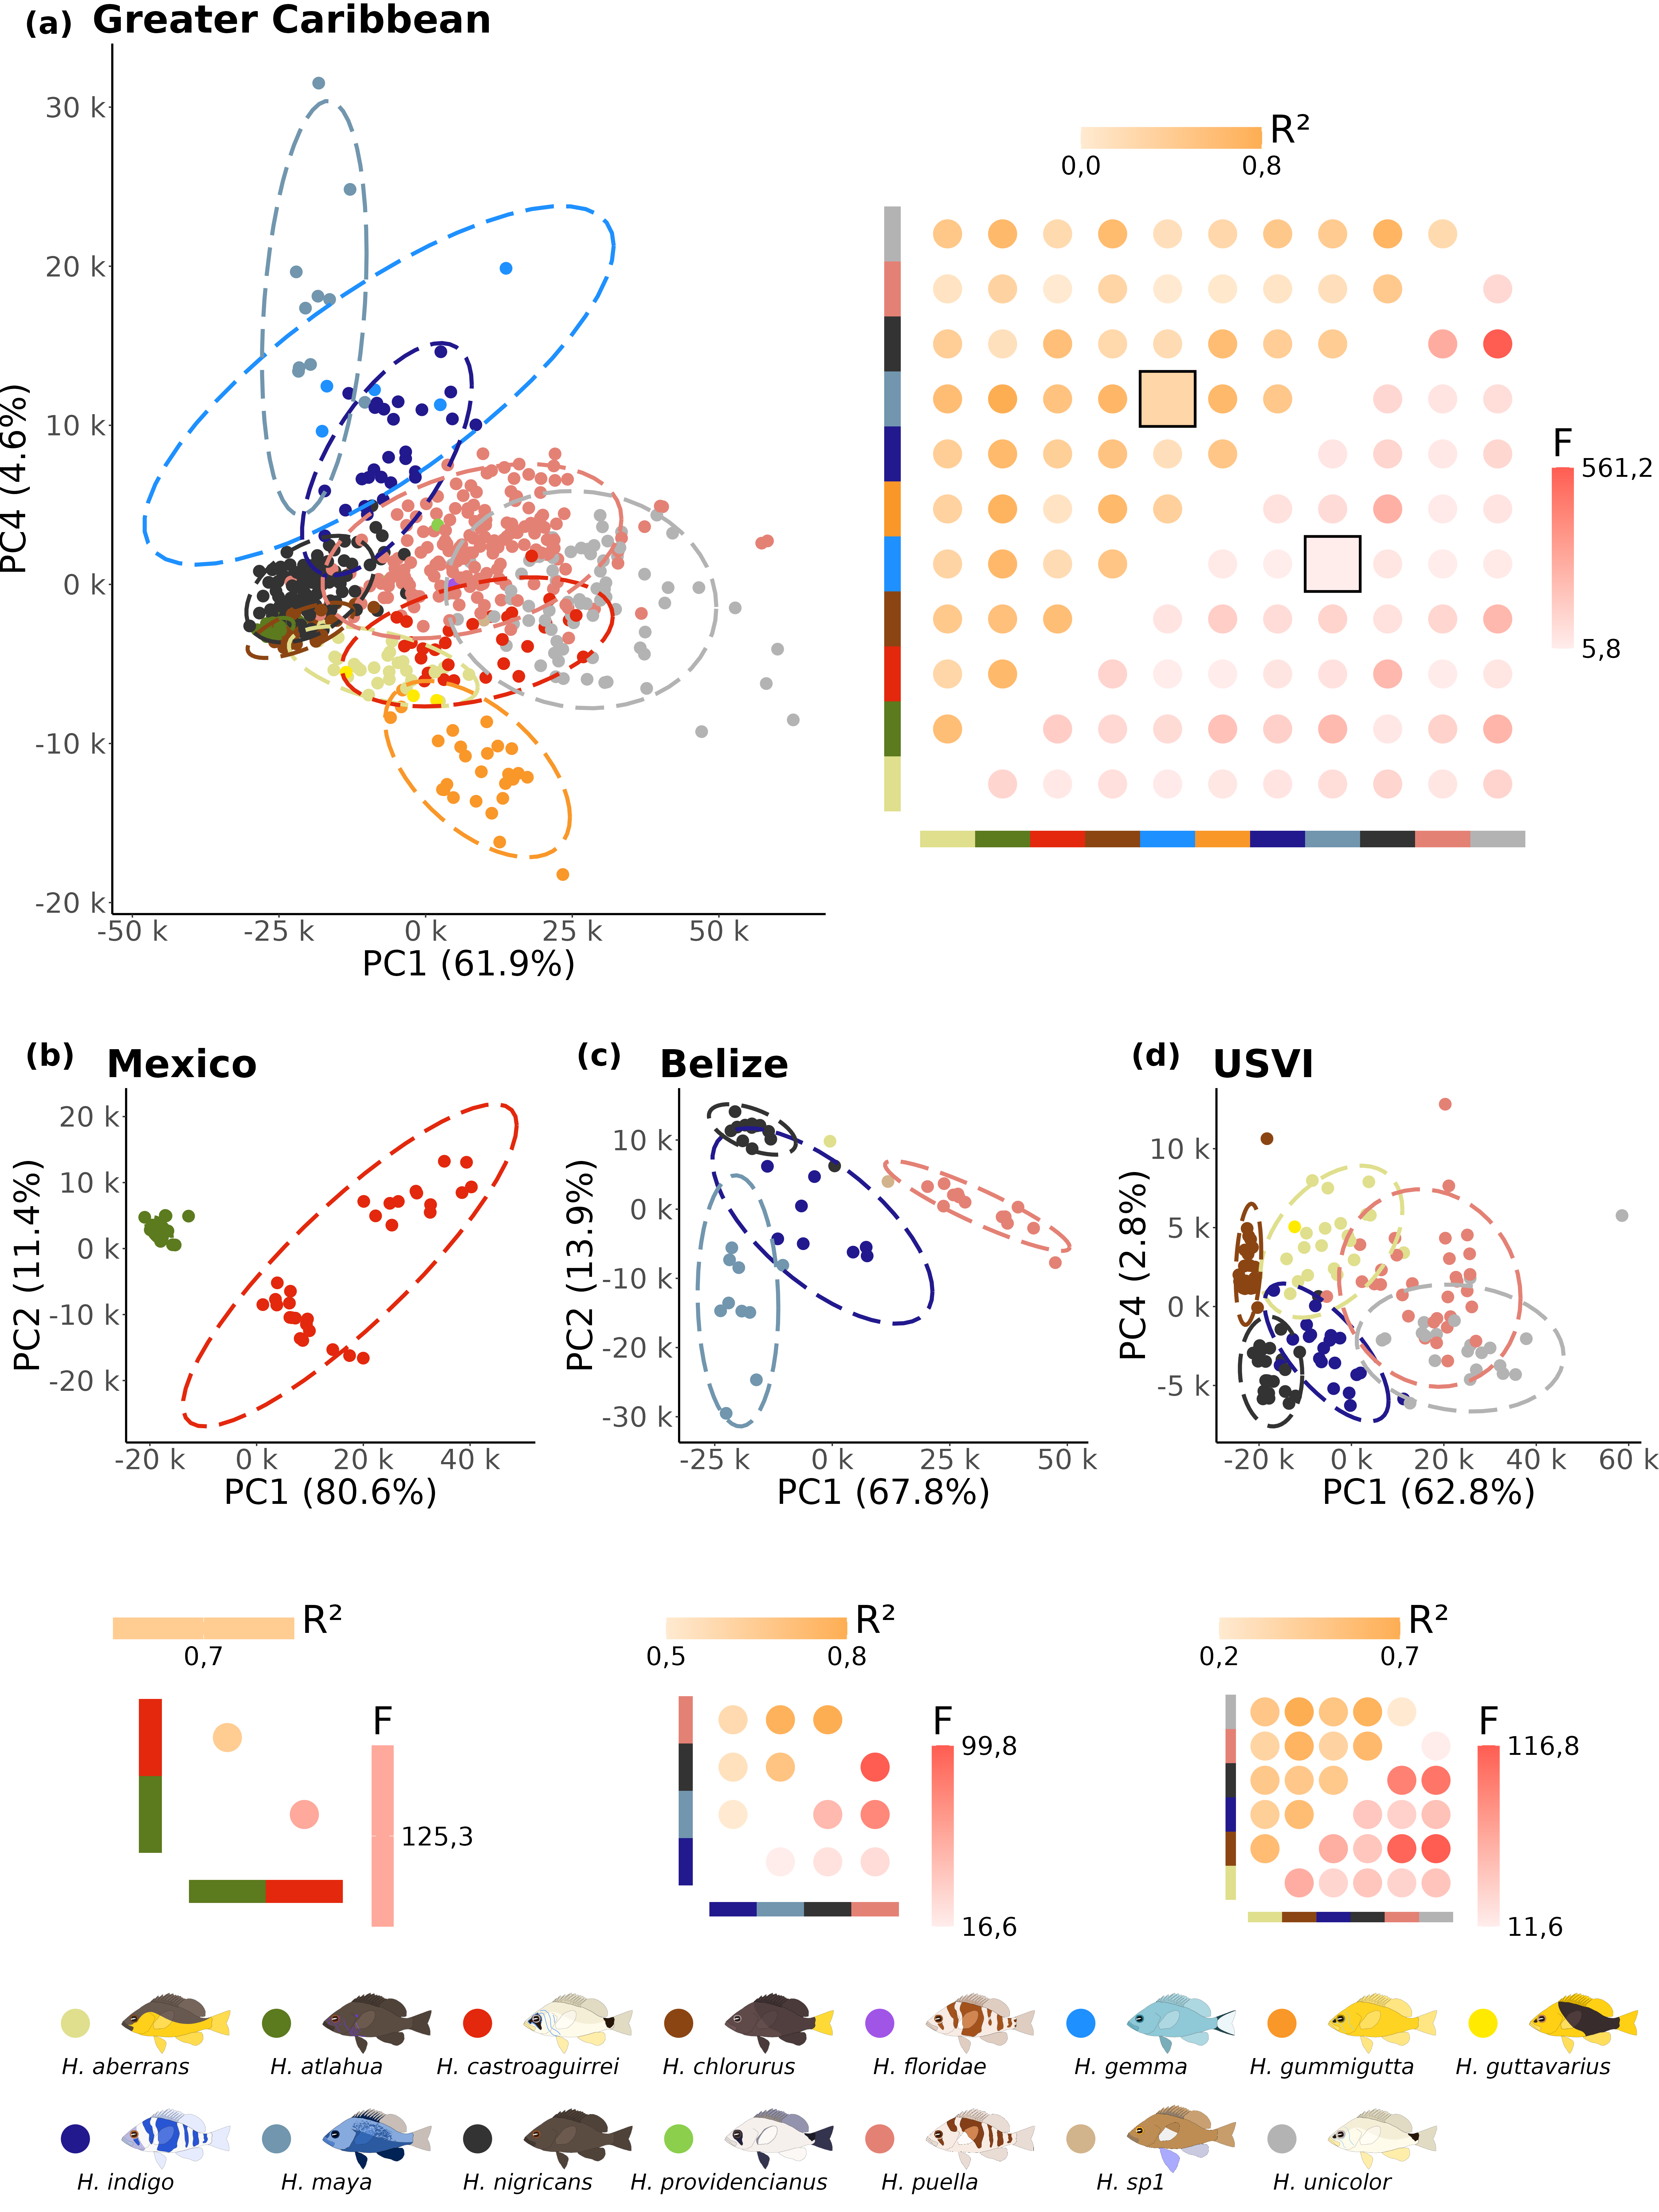 (a) Greater Caribbean
30 k
20 k
10 k
0 k
-10 k
-20 k
PC4 (4.6%)
-50 k -25 k 0 k 25 k 50 k
PC1 (61.9%)
R²
0,0 0,8
F
561,2
5,8
(b) Mexico
20 k
10 k
0 k
-10 k
-20 k
PC2 (11.4%)
-20 k 0 k 20 k 40 k
PC1 (80.6%)
(c) Belize
10 k
0 k
-10 k
-20 k
-30 k
PC2 (13.9%)
-25 k 0 k 25 k 50 k
PC1 (67.8%)
(d) USVI
10 k
5 k
0 k
-5 k
PC4 (2.8%)
-20 k 0 k 20 k 40 k 60 k
PC1 (62.8%)
R²
0,7
F
125,3
R²
0,5 0,8
F
99,8
16,6
R²
0,2 0,7
F
116,8
11,6
H. aberrans H. atlahua H. castroaguirrei H. chlorurus H. floridae H. gemma H. gummigutta H. guttavarius
H. indigo H. maya H. nigricans H. providencianus H. puella H. sp1 H. unicolor